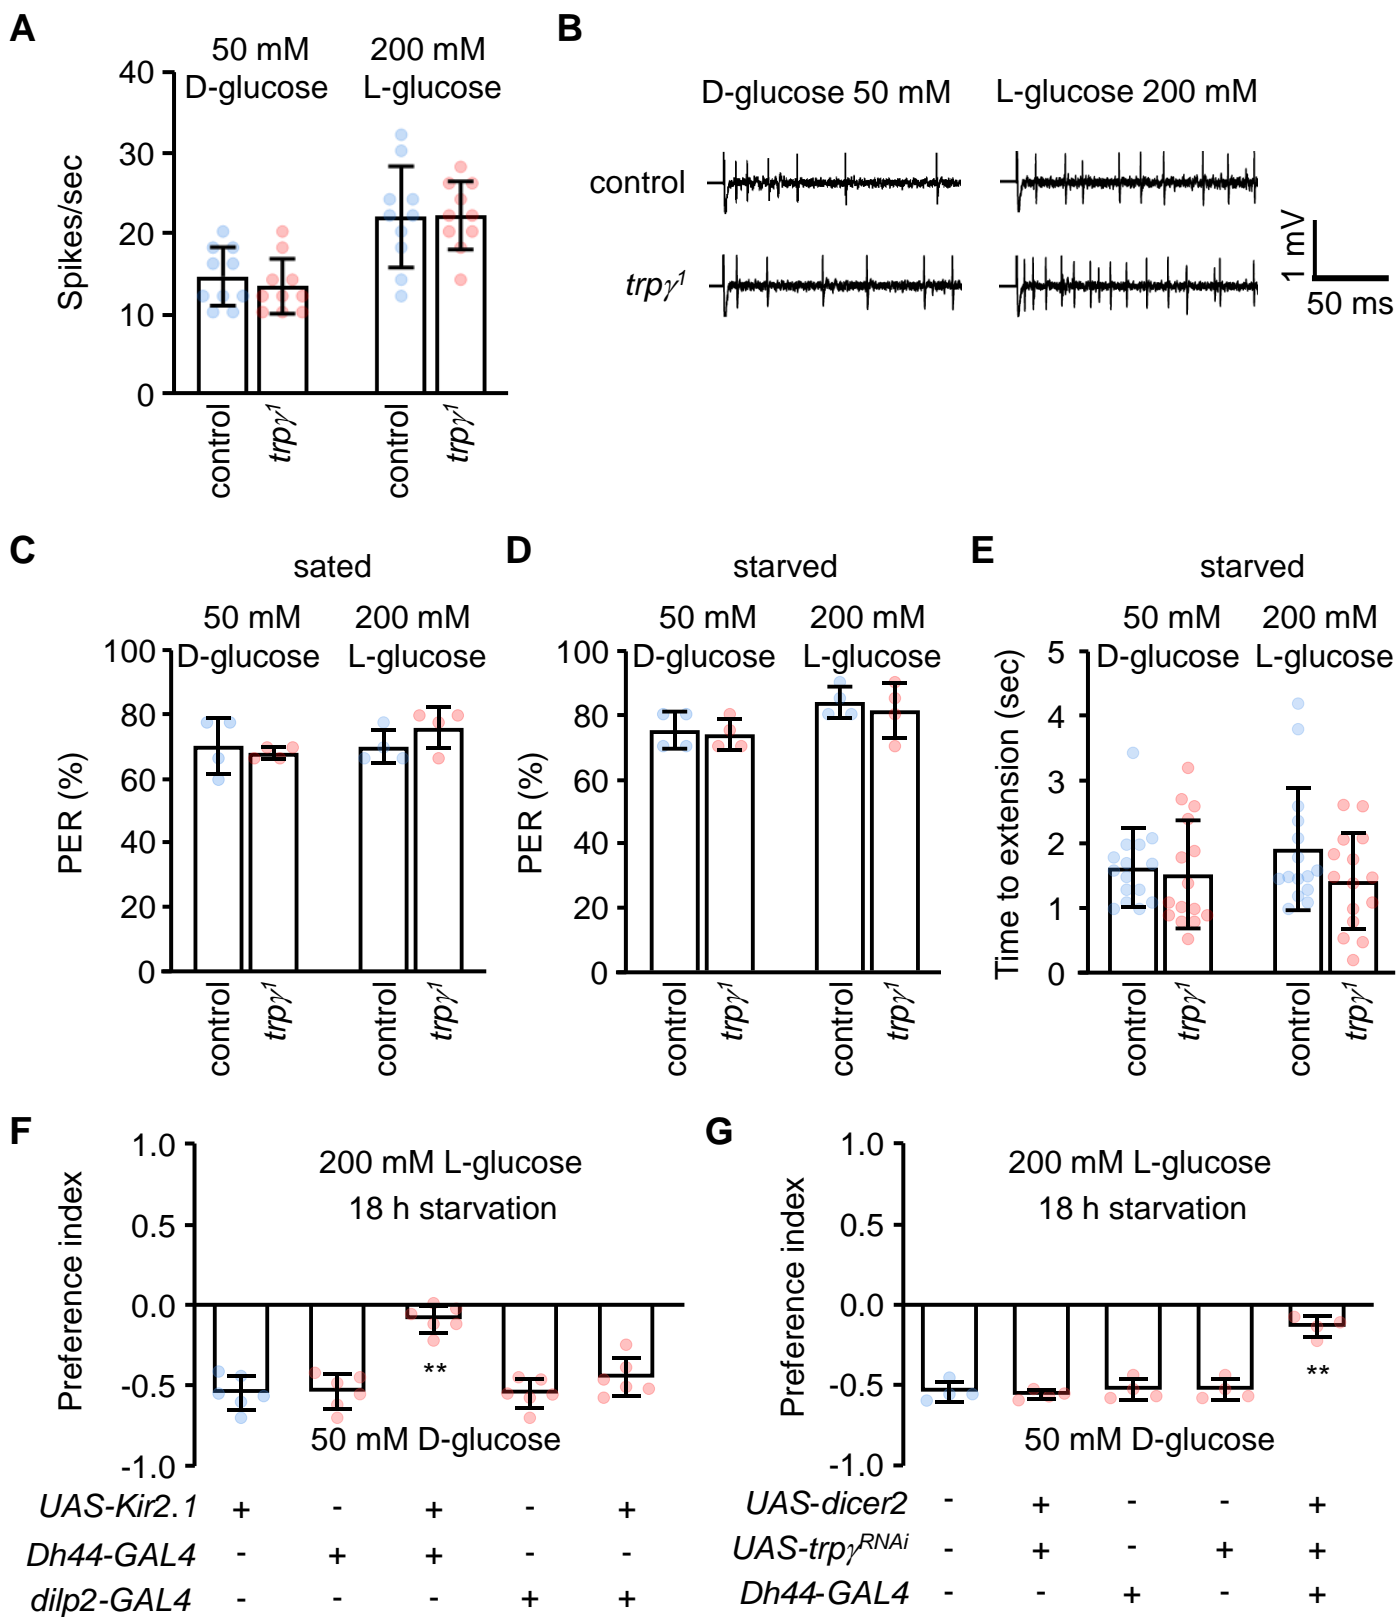 A
50 mM 200 mM
D-glucose L-glucose
40
30
20
10
0
Spikes/sec
control trpγ¹ control trpγ¹
B
D-glucose 50 mM L-glucose 200 mM
control
trpγ¹
1 mV
50 ms
C
sated
50 mM 200 mM
D-glucose L-glucose
100
80
60
40
20
0
PER (%)
control trpγ¹ control trpγ¹
D
starved
50 mM 200 mM
D-glucose L-glucose
100
80
60
40
20
0
PER (%)
control trpγ¹ control trpγ¹
E
starved
50 mM 200 mM
D-glucose L-glucose
5
4
3
2
1
0
Time to extension (sec)
control trpγ¹ control trpγ¹
F
1.0
0.5
0.0
-0.5
-1.0
Preference index
200 mM L-glucose
18 h starvation
**
50 mM D-glucose
UAS-Kir2.1 + - + - +
Dh44-GAL4 - + + - -
dilp2-GAL4 - - - + +
G
1.0
0.5
0.0
-0.5
-1.0
Preference index
200 mM L-glucose
18 h starvation
**
50 mM D-glucose
UAS-dicer2 - + - - +
UAS-trpγᴿᴺᴬⁱ - + - + +
Dh44-GAL4 - - + - +